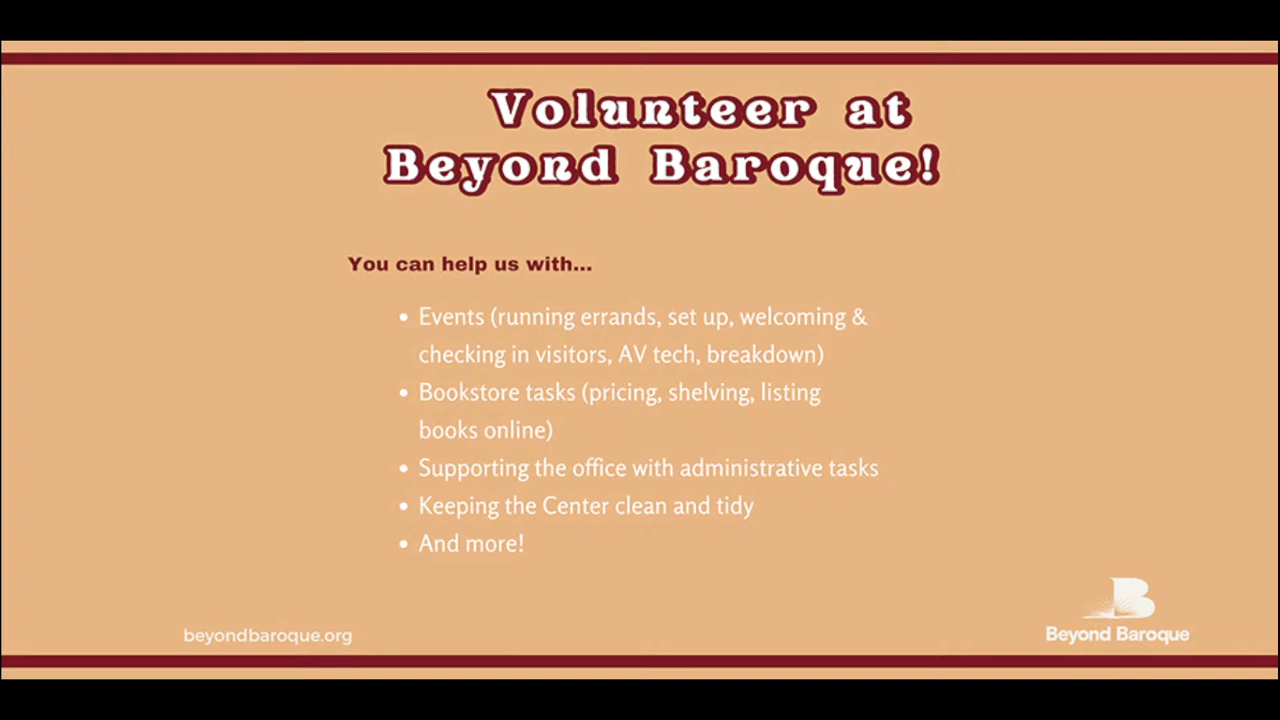 Volunteer at
Beyond Baroque!
You can help us with...
• Events (running errands, set up, welcoming &
checking in visitors, AV tech, breakdown)
• Bookstore tasks (pricing, shelving, listing
books online)
• Supporting the office with administrative tasks
• Keeping the Center clean and tidy
• And more!
beyondbaroque.org
B
Beyond Baroque